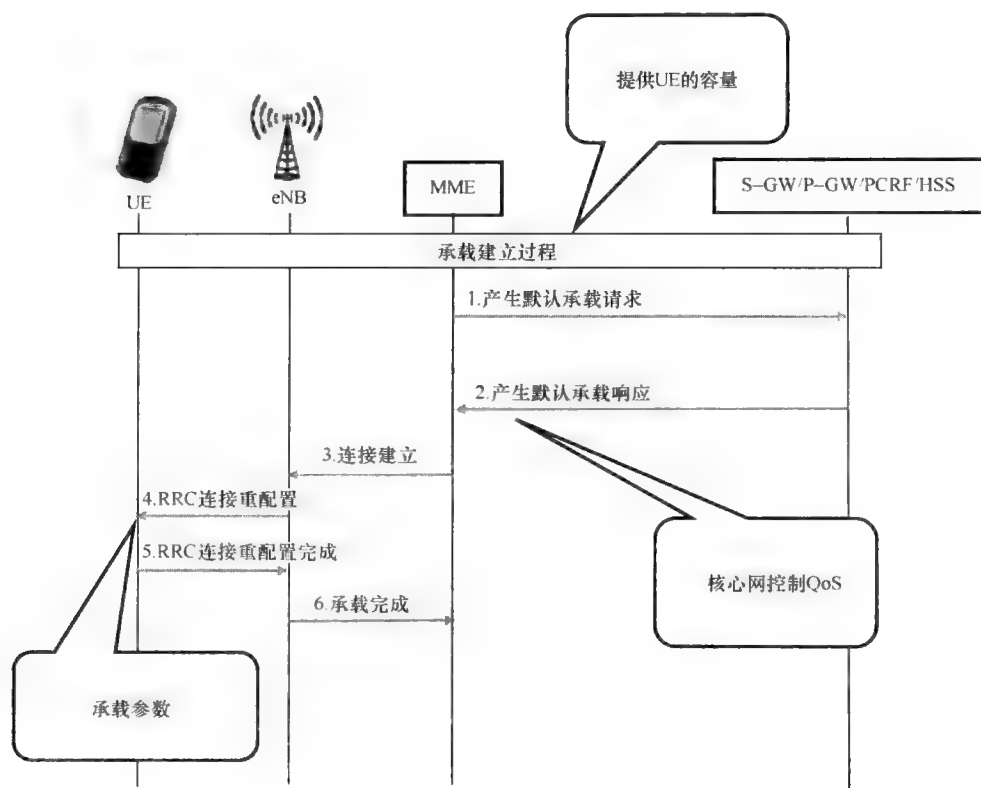 提供UE的容量
UE
eNB
MME
S-GW/P-GW/PCRF/HSS
承载建立过程
1.产生默认承载请求
2.产生默认承载响应
3.连接建立
4.RRC连接重配置
5.RRC连接重配置完成
6.承载完成
核心网控制QoS
承载参数